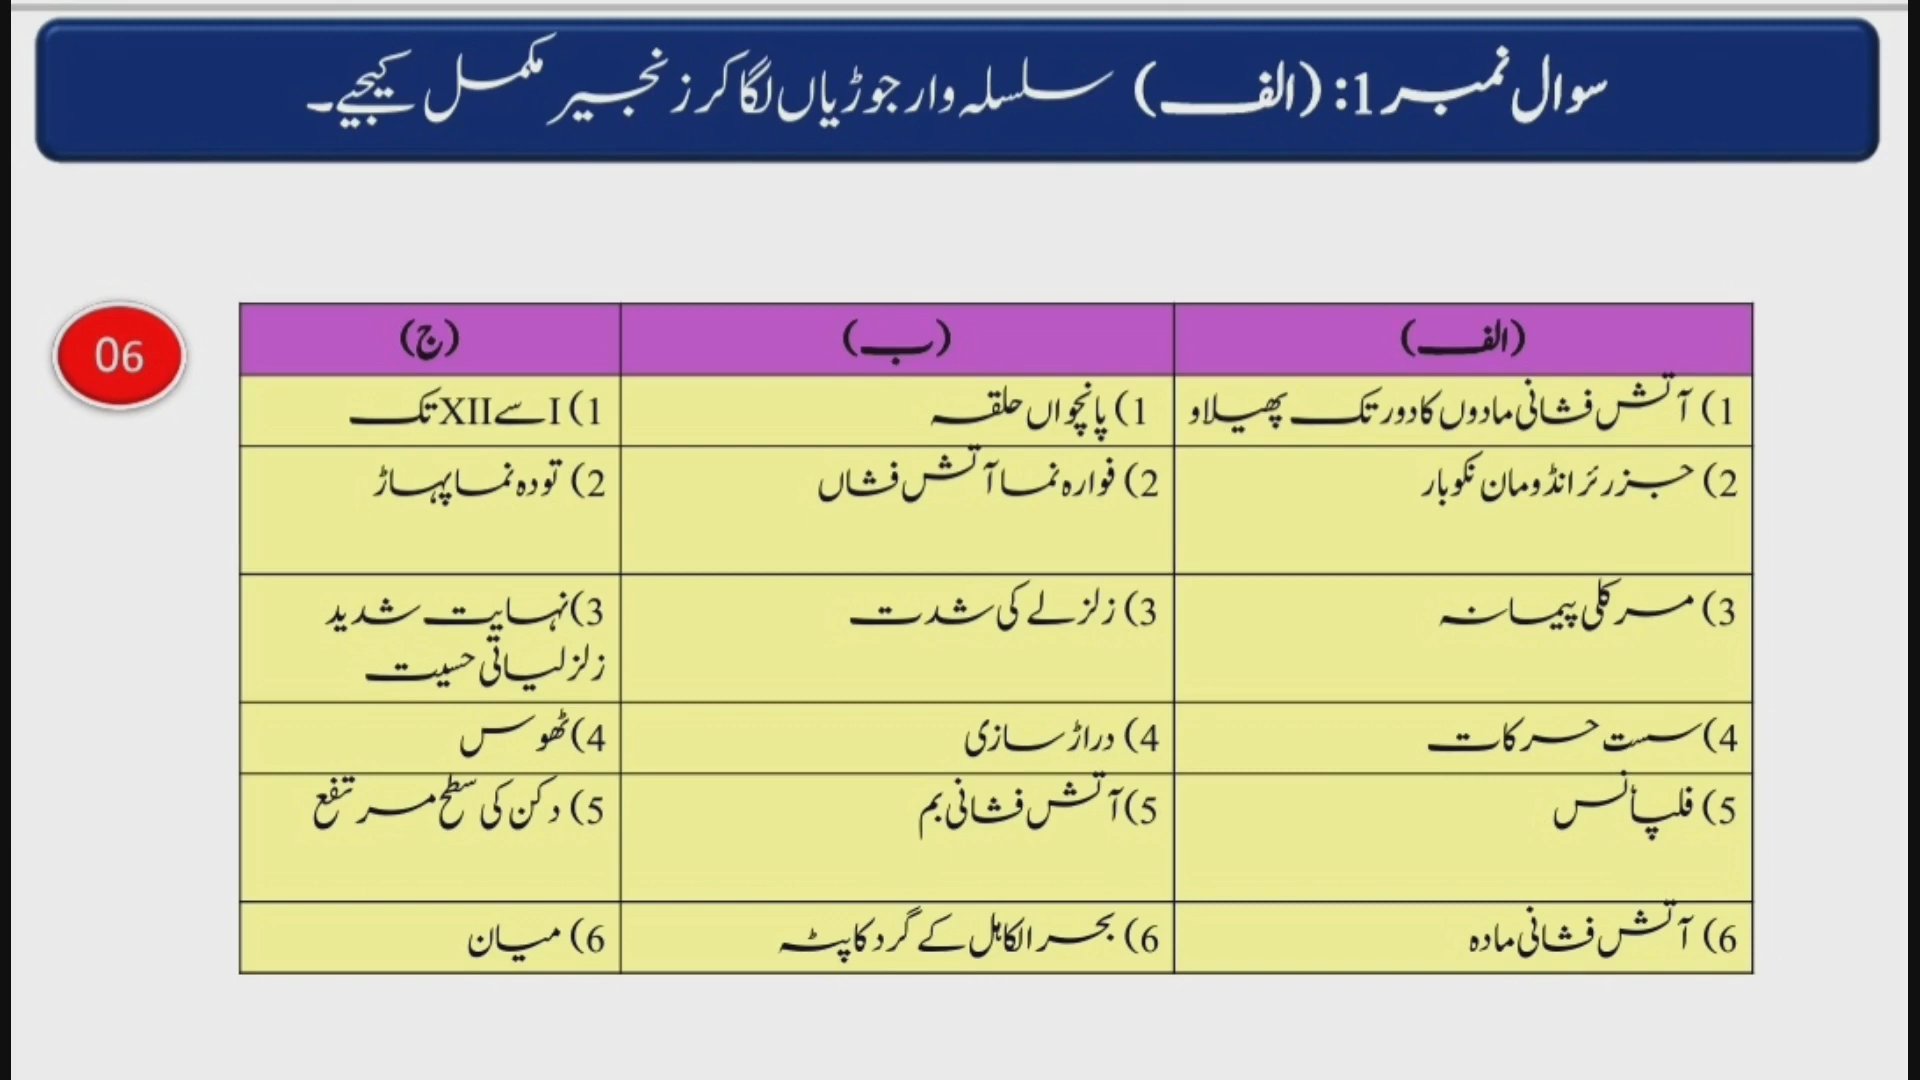 سوال نمبر 1: (الف) سلسلہ وار جوڑیاں لگا کر زنجیر مکمل کیجیے۔
06
(الف) (ب) (ج)
1) آتش فشانی مادوں کا دور تک پھیلاو 1) پانچواں حلقہ 1) I سے XII تک
2) جزرئر انڈومان نکوبار 2) فوارہ نما آتش فشاں 2) تودہ نما پہاڑ
3) مرکلی پیمانہ 3) زلزلے کی شدت 3) نہایت شدید
زلزلیاتی حسیت
4) سست حرکات 4) دراڑ سازی 4) ٹھوس
5) فلپائنس 5) آتش فشانی بم 5) دکن کی سطح مرتفع
6) آتش فشانی مادہ 6) بحر الکاہل کے گرد کا پٹہ 6) میان